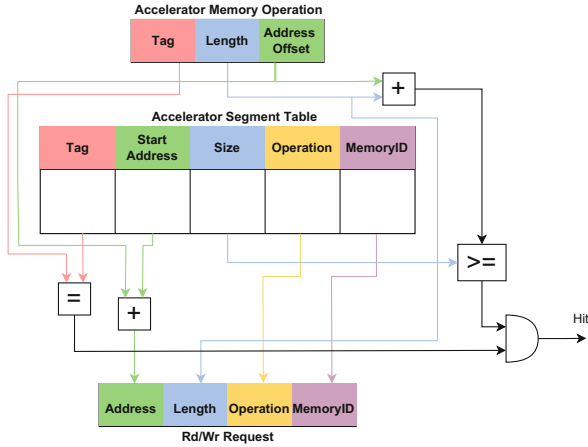 Accelerator Memory Operation
Tag
Length
Address
Offset
+
Accelerator Segment Table
Tag
Start
Address
Size
Operation
MemoryID
>=
=
+
Hit
Address
Length
Operation
MemoryID
Rd/Wr Request